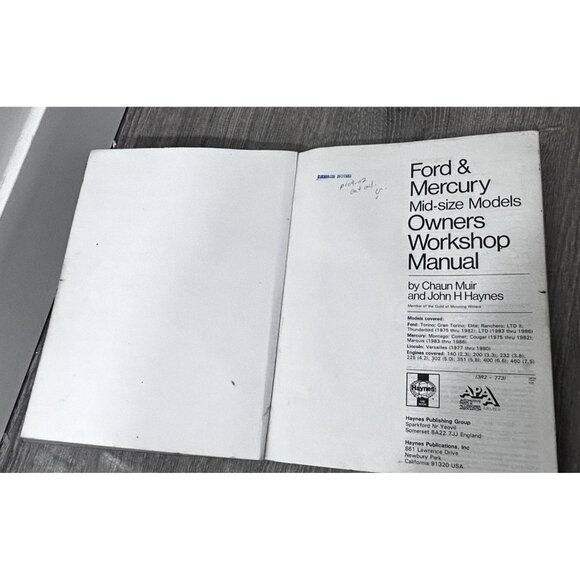 Ford &
Mercury
Mid-size Models
Owners
Workshop
Manual
by Chaun Muir
and John H Haynes
Member of the Guild of Motoring Writers
Models covered:
Ford: Torino; Gran Torino; Elite; Ranchero; LTD II;
Thunderbird (1975 thru 1982); LTD (1983 thru 1986)
Mercury: Montego; Comet; Cougar (1975 thru 1982);
Marquis (1983 thru 1986)
Lincoln: Versailles (1977 thru 1980)
Engines covered: 140 (2.3); 200 (3.3); 232 (3.8);
255 (4.2); 302 (5.0); 351 (5.8); 400 (6.6); 460 (7.5)
(3R2 - 773)
Haynes
APA
Haynes Publishing Group
Sparkford Nr Yeovil
Somerset BA22 7JJ England
Haynes Publications, Inc
861 Lawrence Drive
Newbury Park
California 91320 USA